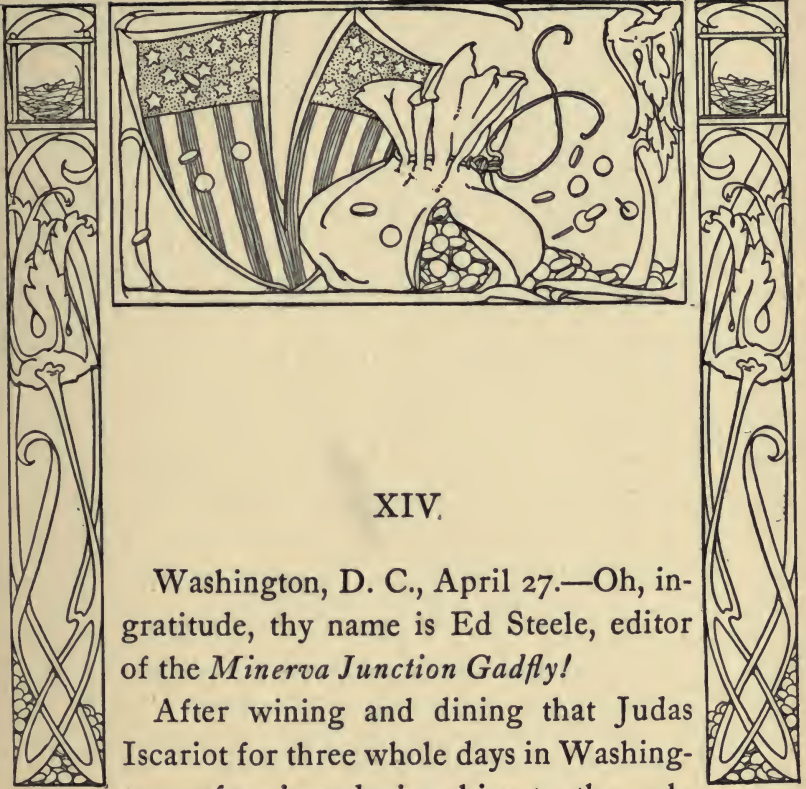 XIV.
Washington, D. C., April 27.—Oh, in-
gratitude, thy name is Ed Steele, editor
of the Minerva Junction Gadfly!
After wining and dining that Judas
Iscariot for three whole days in Washing-